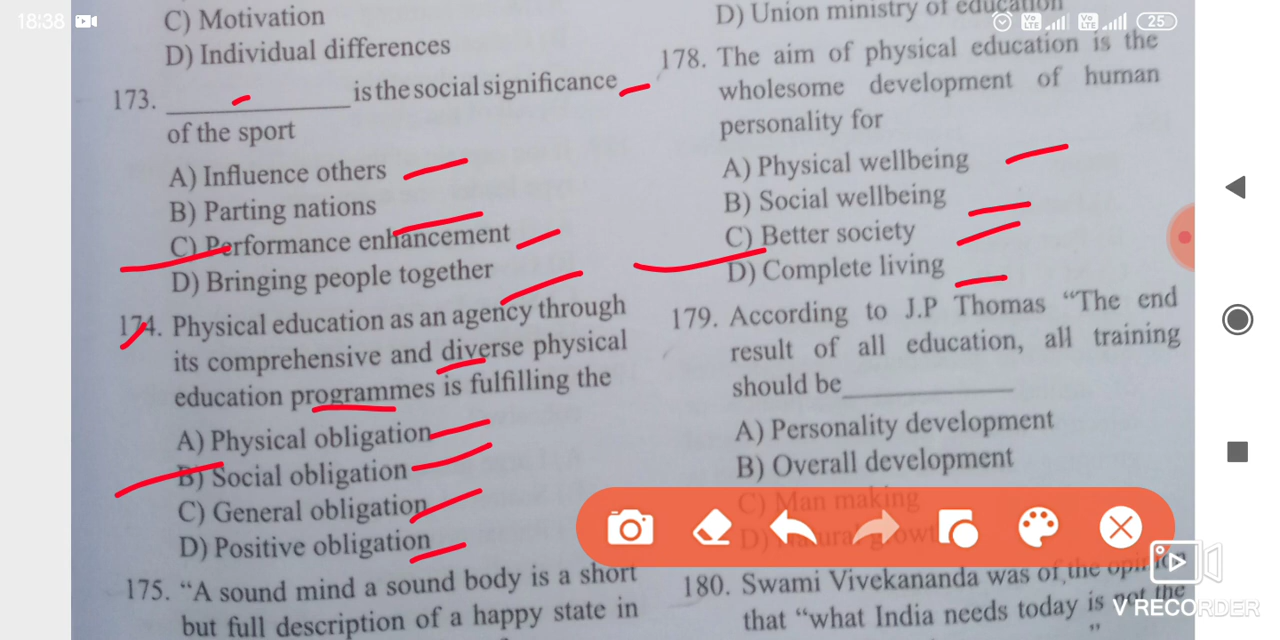 18:38
25
C) Motivation
D) Individual differences
173. ____________ is the social significance
of the sport
A) Influence others
B) Parting nations
C) Performance enhancement
D) Bringing people together
174. Physical education as an agency through
its comprehensive and diverse physical
education programmes is fulfilling the
A) Physical obligation
B) Social obligation
C) General obligation
D) Positive obligation
175. “A sound mind a sound body is a short
but full description of a happy state in
D) Union ministry of education
178. The aim of physical education is the
wholesome development of human
personality for
A) Physical wellbeing
B) Social wellbeing
C) Better society
D) Complete living
179. According to J.P Thomas “The end
result of all education, all training
should be____________
A) Personality development
B) Overall development
C) Man making
D) Natural growth
180. Swami Vivekananda was of the opinion
that “what India needs today is not the
V RECORDER